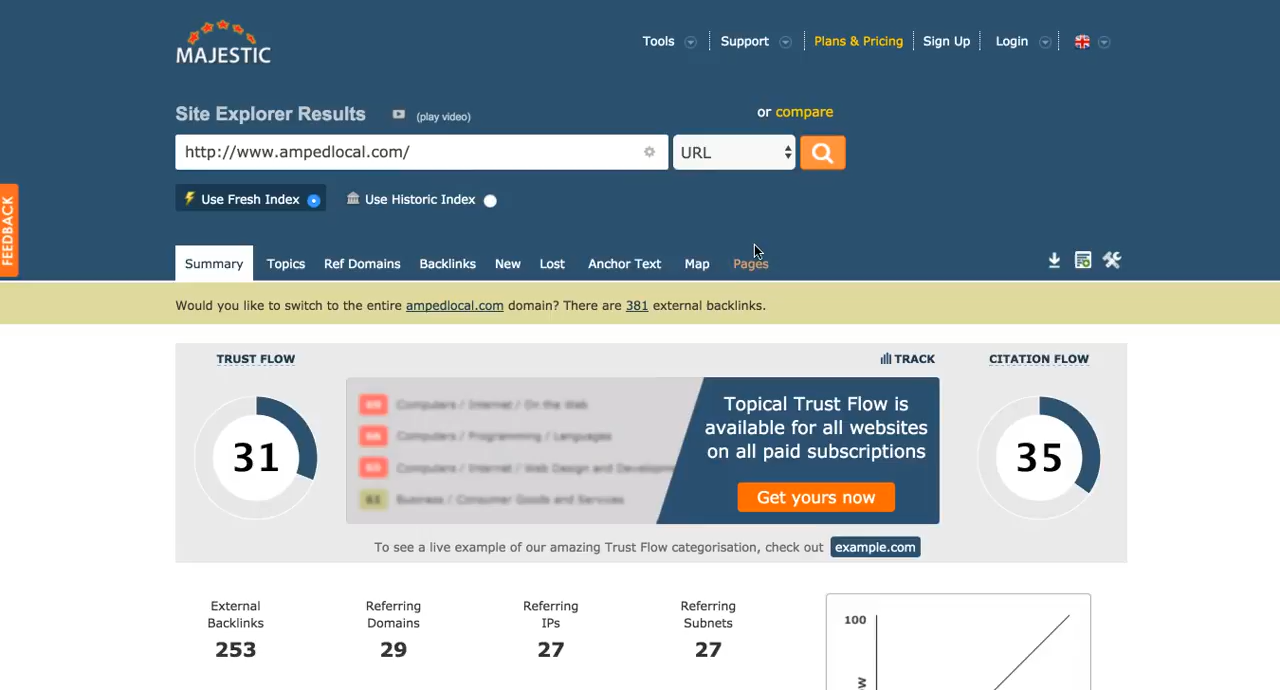 MAJESTIC
Tools
Support
Plans & Pricing
Sign Up
Login
Site Explorer Results
(play video)
or compare
http://www.ampedlocal.com/
URL
Use Fresh Index
Use Historic Index
FEEDBACK
Summary
Topics
Ref Domains
Backlinks
New
Lost
Anchor Text
Map
Pages
Would you like to switch to the entire ampedlocal.com domain? There are 381 external backlinks.
TRUST FLOW
TRACK
CITATION FLOW
31
Computers / Internet / On the Web
Computers / Programming / Languages
Computers / Internet / Web Design and
Business / Consumer Goods and Services
Topical Trust Flow is
available for all websites
on all paid subscriptions
Get yours now
35
To see a live example of our amazing Trust Flow categorisation, check out example.com
External
Backlinks
253
Referring
Domains
29
Referring
IPs
27
Referring
Subnets
27
100